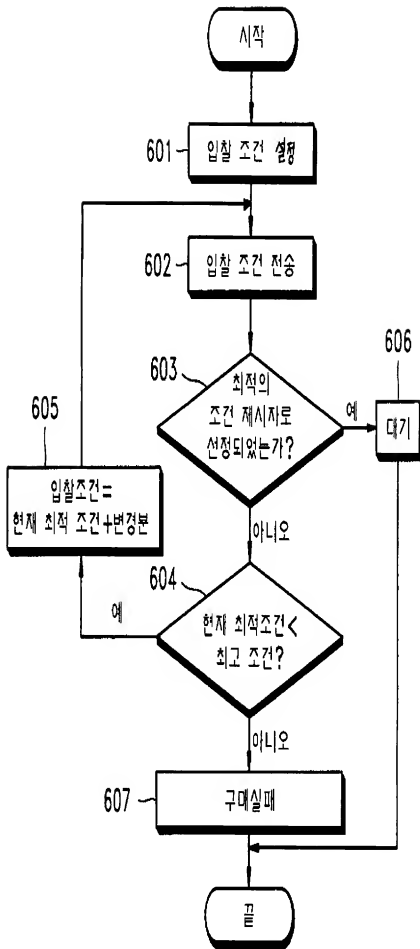 시작
601
입찰 조건 설정
602
입찰 조건 전송
603
최적의
조건 제시자로
선정되었는가?
예
606
대기
605
입찰조건=
현재 최적 조건+변경분
아니오
604
예
현재 최적조건<
최고 조건?
아니오
607
구매실패
끝